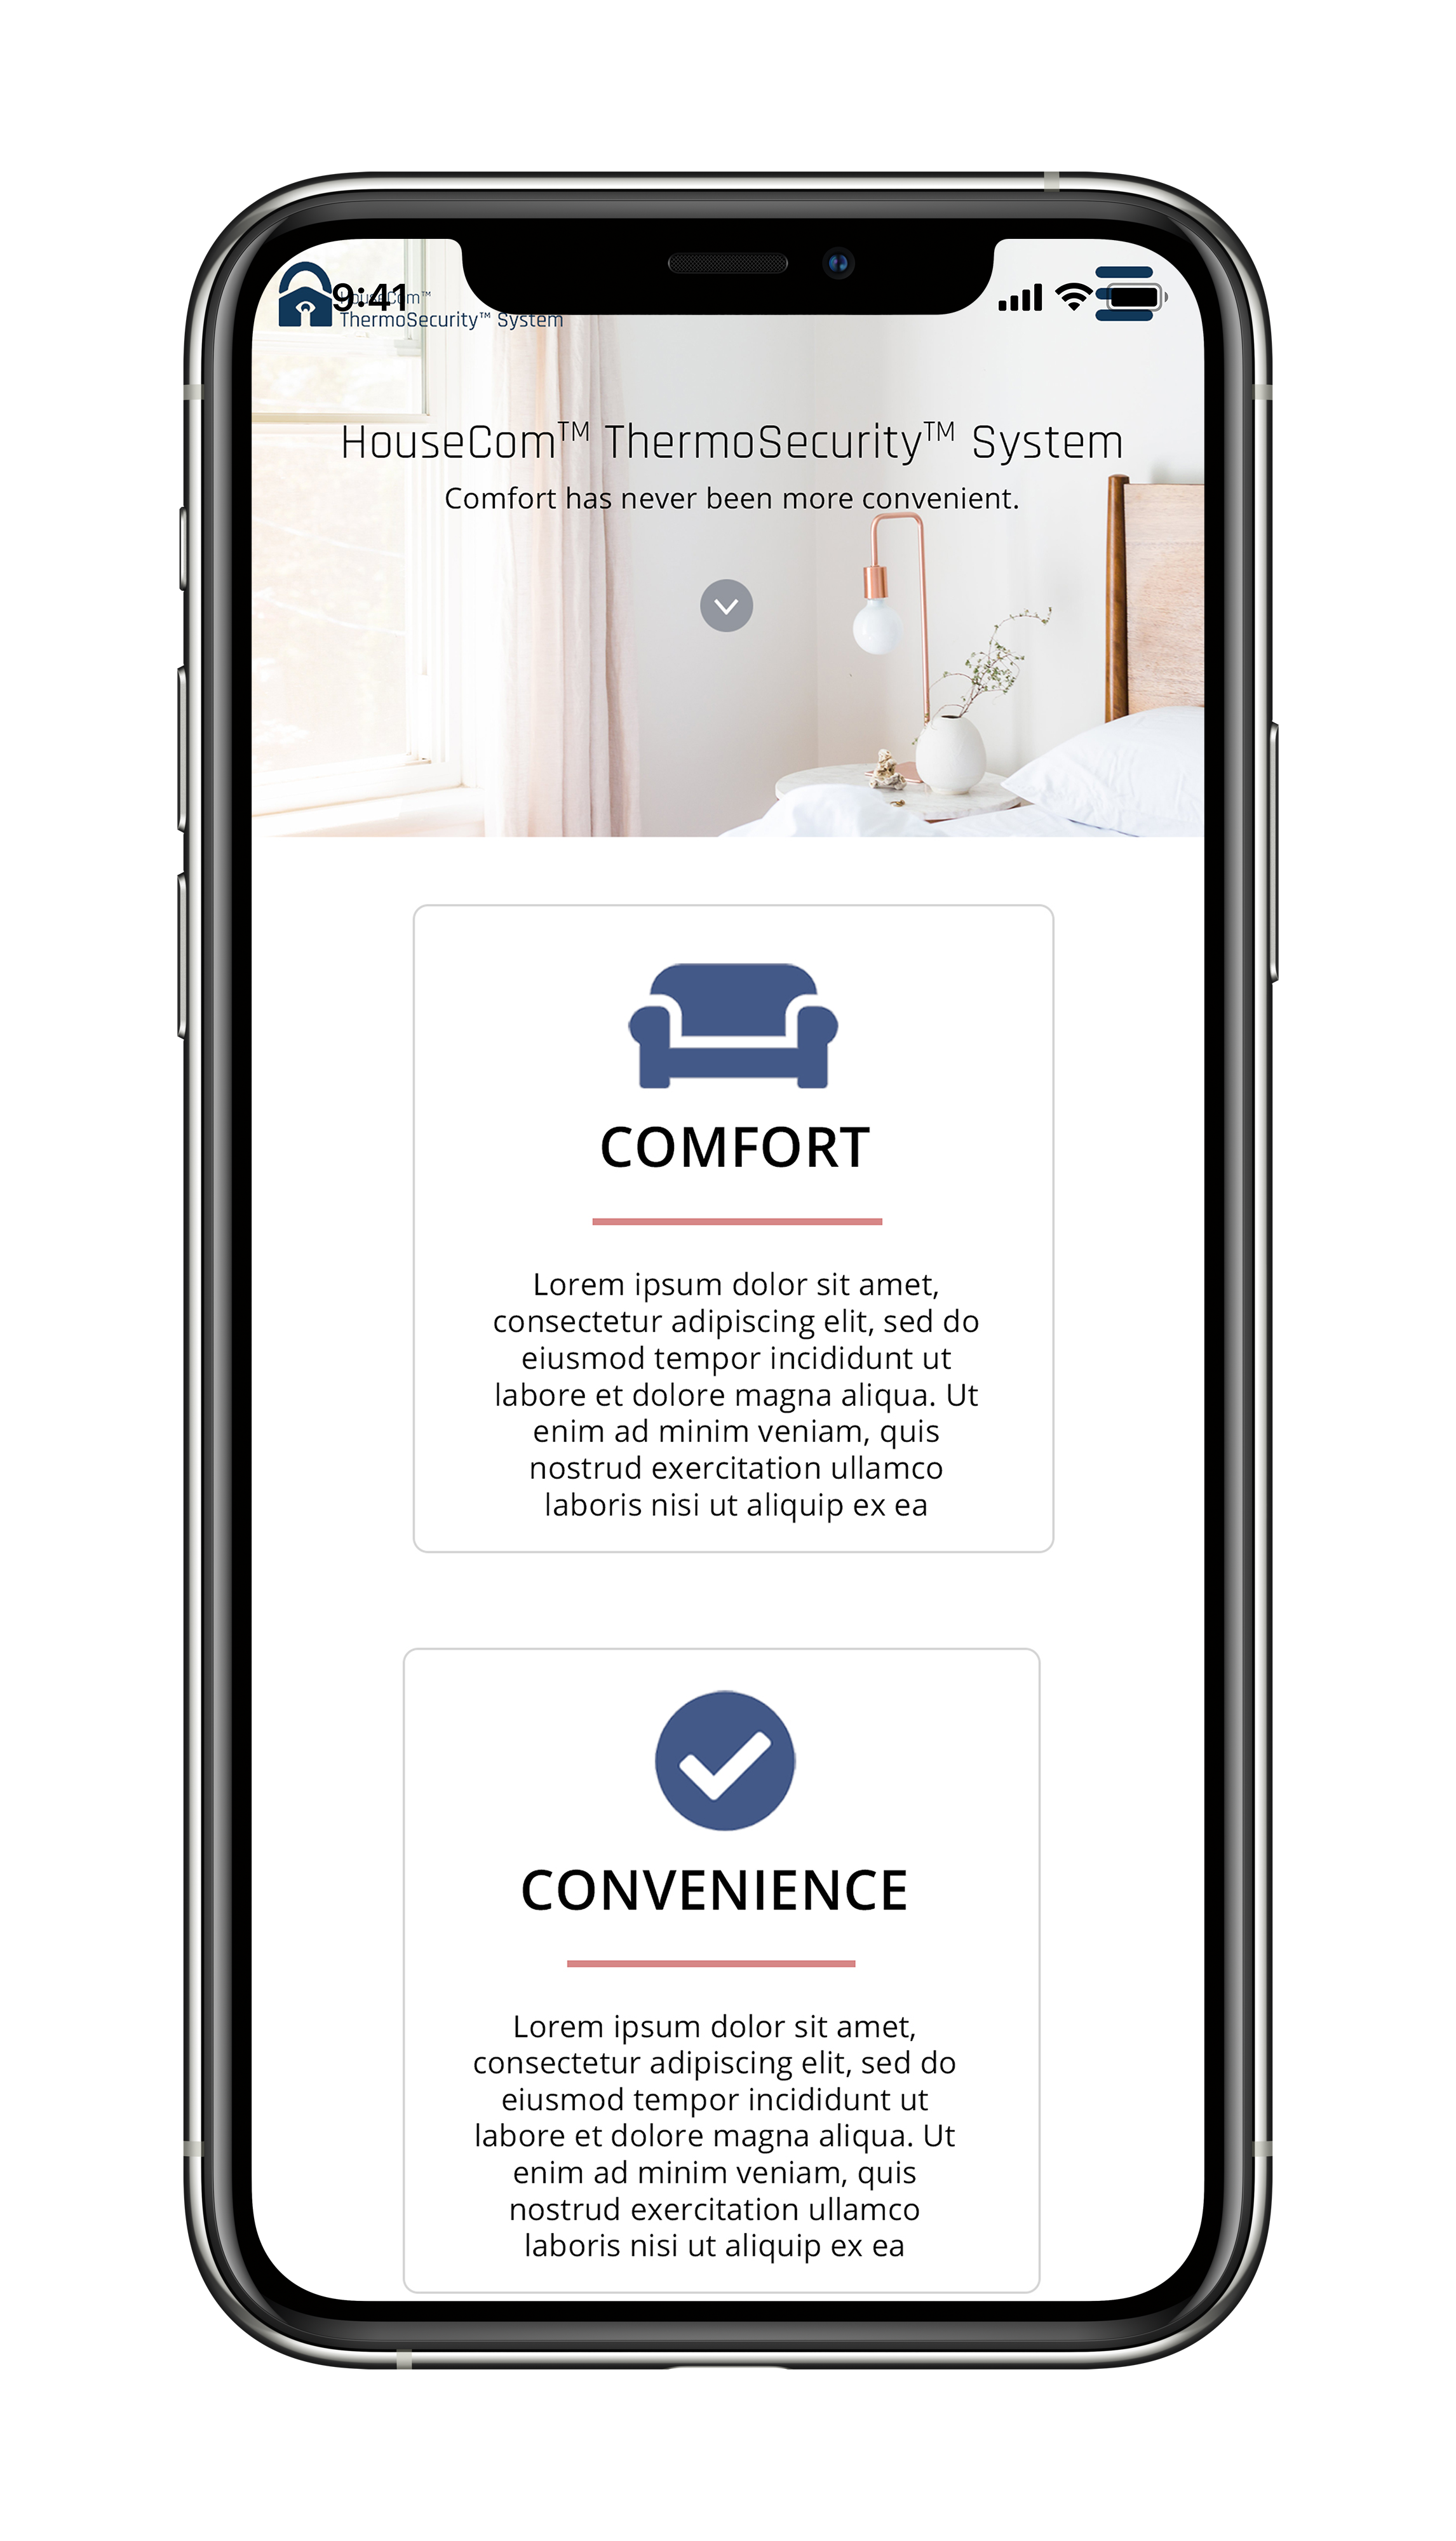 9:41
HouseCom™
ThermoSecurity™ System
HouseCom™ ThermoSecurity™ System
Comfort has never been more convenient.
COMFORT
Lorem ipsum dolor sit amet,
consectetur adipiscing elit, sed do
eiusmod tempor incididunt ut
labore et dolore magna aliqua. Ut
enim ad minim veniam, quis
nostrud exercitation ullamco
laboris nisi ut aliquip ex ea
CONVENIENCE
Lorem ipsum dolor sit amet,
consectetur adipiscing elit, sed do
eiusmod tempor incididunt ut
labore et dolore magna aliqua. Ut
enim ad minim veniam, quis
nostrud exercitation ullamco
laboris nisi ut aliquip ex ea